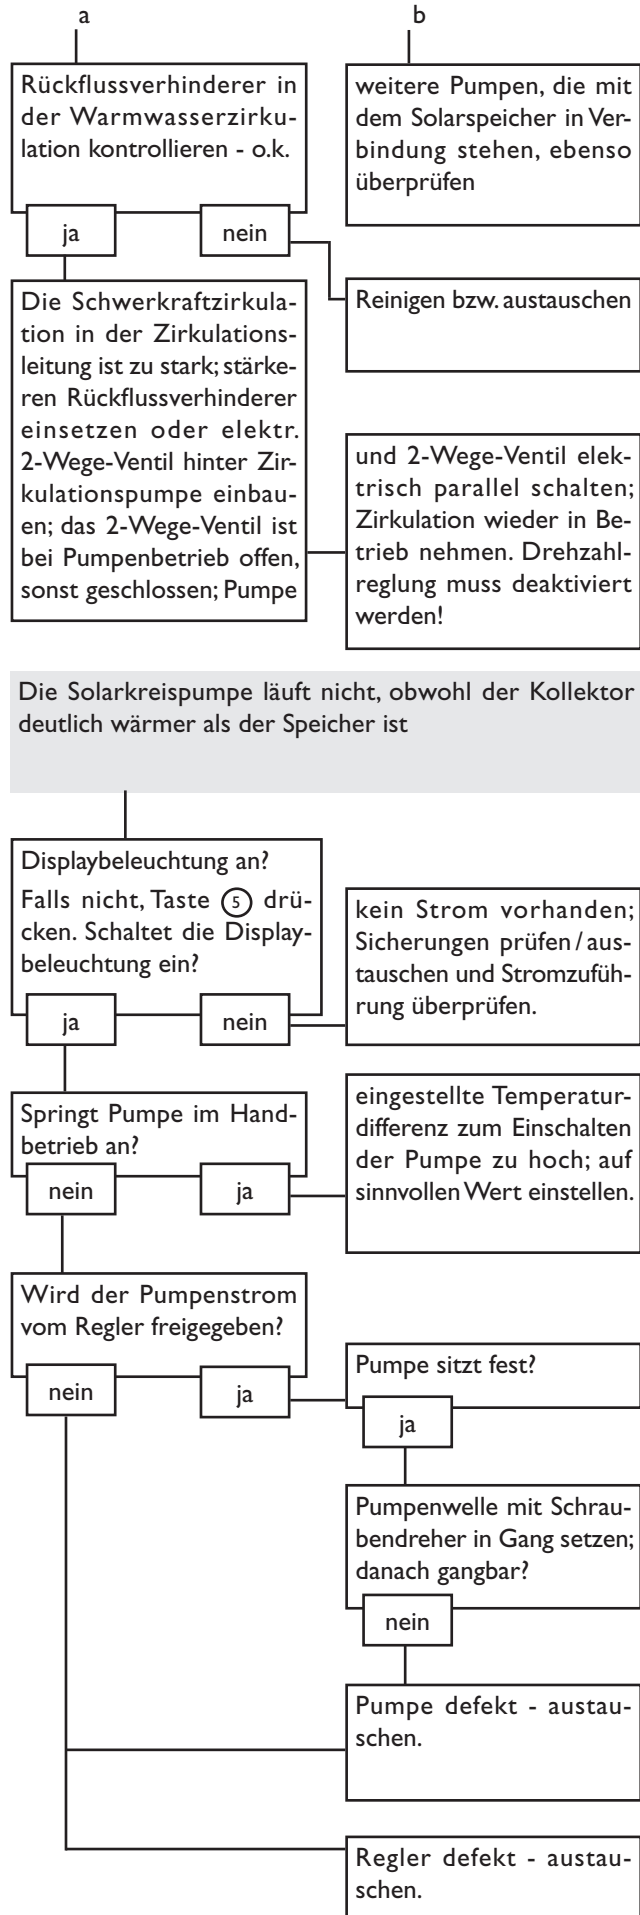 a
b
Rückflussverhinderer in
der Warmwasserzirku-
lation kontrollieren - o.k.
weitere Pumpen, die mit
dem Solarspeicher in Ver-
bindung stehen, ebenso
überprüfen
ja
nein
Reinigen bzw. austauschen
Die Schwerkraftzirkula-
tion in der Zirkulations-
leitung ist zu stark; stärke-
ren Rückflussverhinderer
einsetzen oder elektr.
2-Wege-Ventil hinter Zir-
kulationspumpe einbau-
en; das 2-Wege-Ventil ist
bei Pumpenbetrieb offen,
sonst geschlossen; Pumpe
und 2-Wege-Ventil elek-
trisch parallel schalten;
Zirkulation wieder in Be-
trieb nehmen. Drehzahl-
reglung muss deaktiviert
werden!
Die Solarkreispumpe läuft nicht, obwohl der Kollektor
deutlich wärmer als der Speicher ist
Displaybeleuchtung an?
Falls nicht, Taste 5 drü-
cken. Schaltet die Display-
beleuchtung ein?
ja
nein
kein Strom vorhanden;
Sicherungen prüfen / aus-
tauschen und Stromzufüh-
rung überprüfen.
Springt Pumpe im Hand-
betrieb an?
nein
ja
eingestellte Temperatur-
differenz zum Einschalten
der Pumpe zu hoch; auf
sinnvollen Wert einstellen.
Wird der Pumpenstrom
vom Regler freigegeben?
nein
ja
Pumpe sitzt fest?
ja
Pumpenwelle mit Schrau-
bendreher in Gang setzen;
danach gangbar?
nein
Pumpe defekt - austau-
schen.
Regler defekt - austau-
schen.